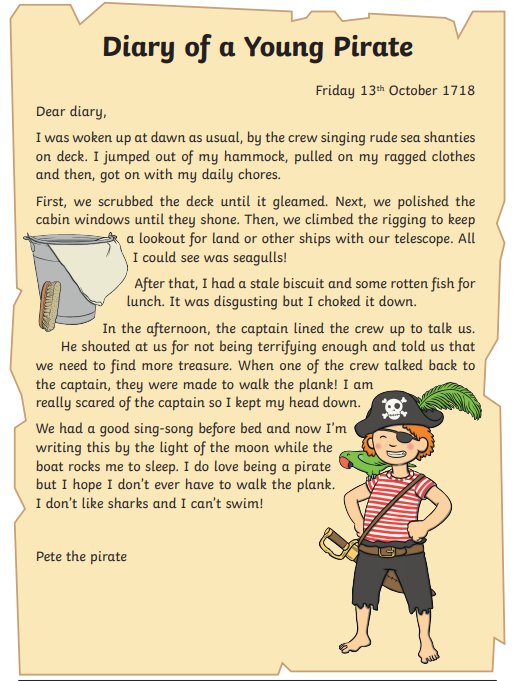 Diary of a Young Pirate
Friday 13th October 1718
Dear diary,
I was woken up at dawn as usual, by the crew singing rude sea shanties
on deck. I jumped out of my hammock, pulled on my ragged clothes
and then, got on with my daily chores.
First, we scrubbed the deck until it gleamed. Next, we polished the
cabin windows until they shone. Then, we climbed the rigging to keep
a lookout for land or other ships with our telescope. All
I could see was seagulls!
After that, I had a stale biscuit and some rotten fish for
lunch. It was disgusting but I choked it down.
In the afternoon, the captain lined the crew up to talk us.
He shouted at us for not being terrifying enough and told us that
we need to find more treasure. When one of the crew talked back to
the captain, they were made to walk the plank! I am
really scared of the captain so I kept my head down.
We had a good sing-song before bed and now I'm
writing this by the light of the moon while the
boat rocks me to sleep. I do love being a pirate
but I hope I don't ever have to walk the plank.
I don't like sharks and I can't swim!
Pete the pirate